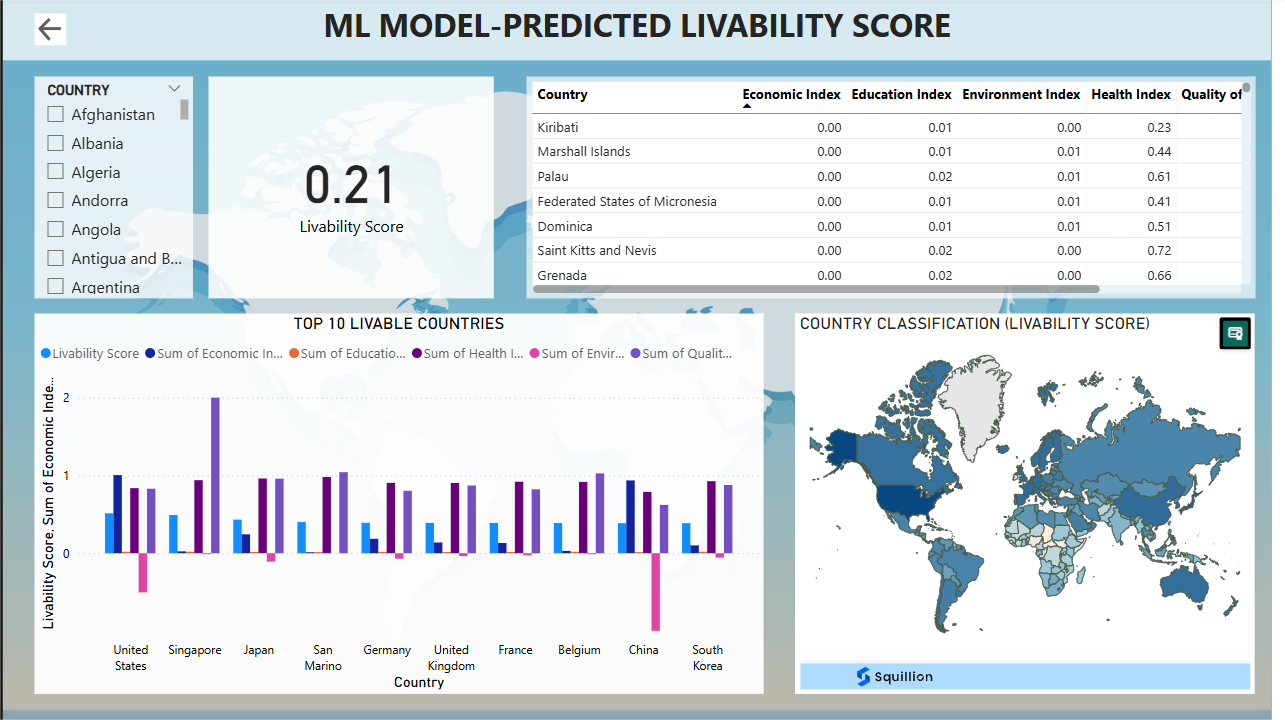 ML MODEL-PREDICTED LIVABILITY SCORE
COUNTRY
Afghanistan
Albania
Algeria
Andorra
Angola
Antigua and B...
Argentina
0.21
Livability Score
Country Economic Index Education Index Environment Index Health Index Quality of
Kiribati 0.00 0.01 0.00 0.23
Marshall Islands 0.00 0.01 0.01 0.44
Palau 0.00 0.02 0.01 0.61
Federated States of Micronesia 0.00 0.01 0.01 0.41
Dominica 0.00 0.01 0.01 0.51
Saint Kitts and Nevis 0.00 0.02 0.00 0.72
Grenada 0.00 0.02 0.00 0.66
TOP 10 LIVABLE COUNTRIES
Livability Score Sum of Economic In... Sum of Educatio... Sum of Health I... Sum of Envir... Sum of Qualit...
Livability Score, Sum of Economic Inde...
2
1
0
United States
Singapore
Japan
San Marino
Germany
United Kingdom
France
Belgium
China
South Korea
Country
COUNTRY CLASSIFICATION (LIVABILITY SCORE)
Squillion